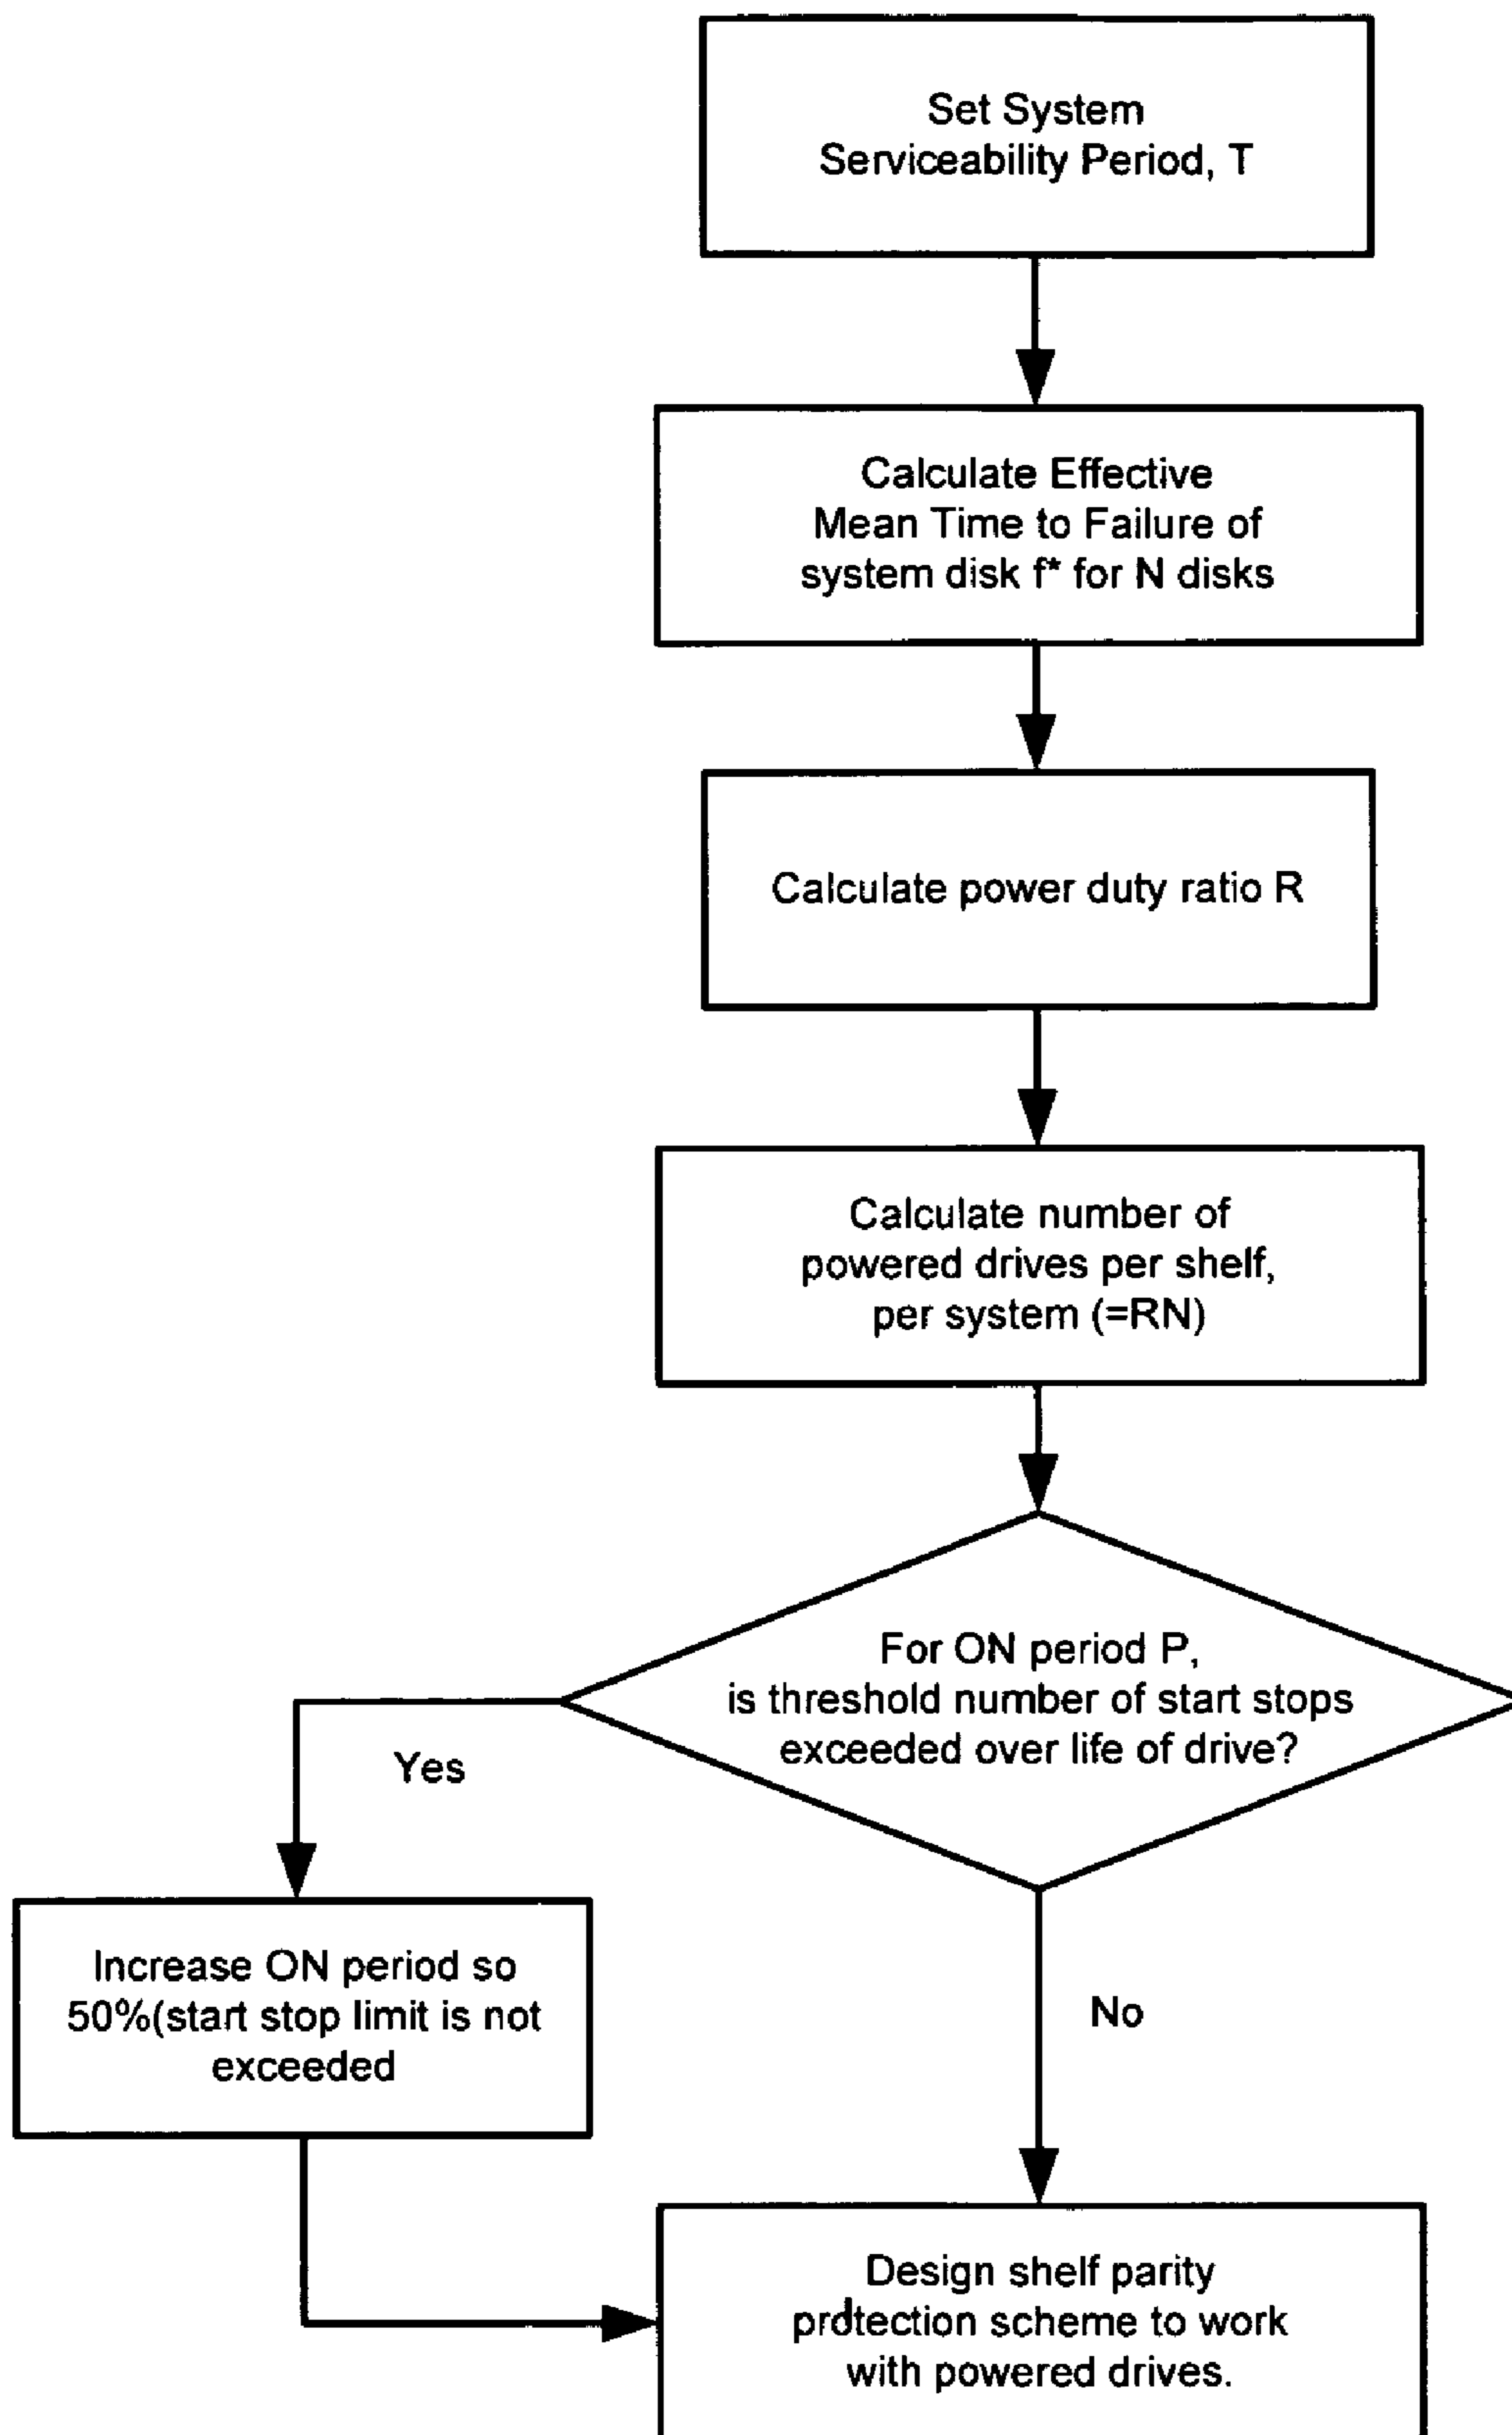 Set System
Serviceability Period, T
Calculate Effective
Mean Time to Failure of
system disk f* for N disks
Calculate power duty ratio R
Calculate number of
powered drives per shelf,
per system (=RN)
For ON period P,
is threshold number of start stops
exceeded over life of drive?
Yes
Increase ON period so
50%(start stop limit is not
exceeded
No
Design shelf parity
protection scheme to work
with powered drives.